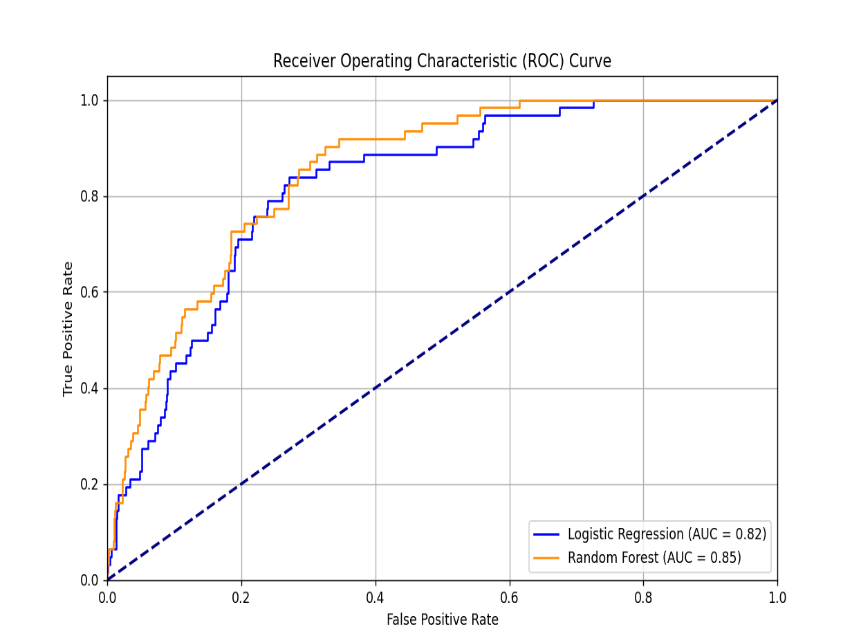 Receiver Operating Characteristic (ROC) Curve
True Positive Rate
1.0
0.8
0.6
0.4
0.2
0.0
Logistic Regression (AUC = 0.82)
Random Forest (AUC = 0.85)
0.0 0.2 0.4 0.6 0.8 1.0
False Positive Rate